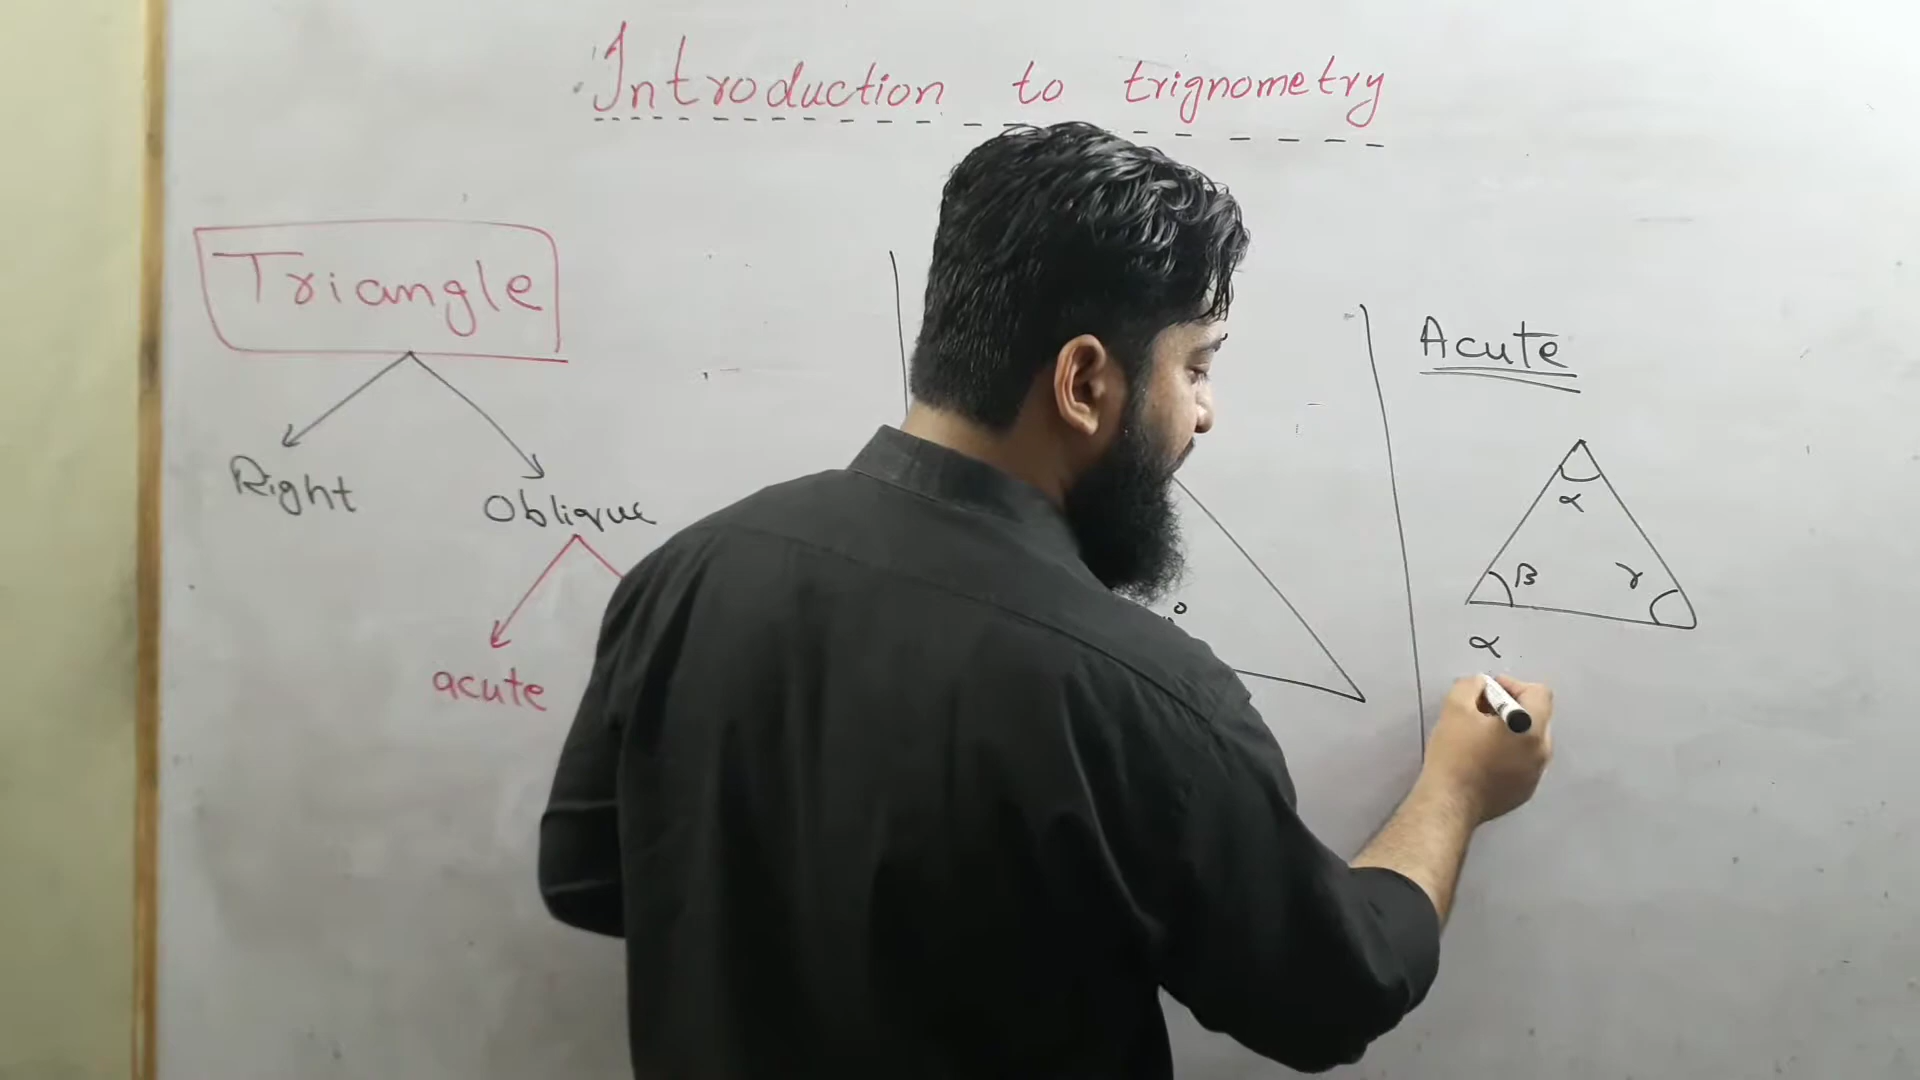 Introduction to trignometry
Triangle
Right
Oblique
acute
Acute
α
β γ
α